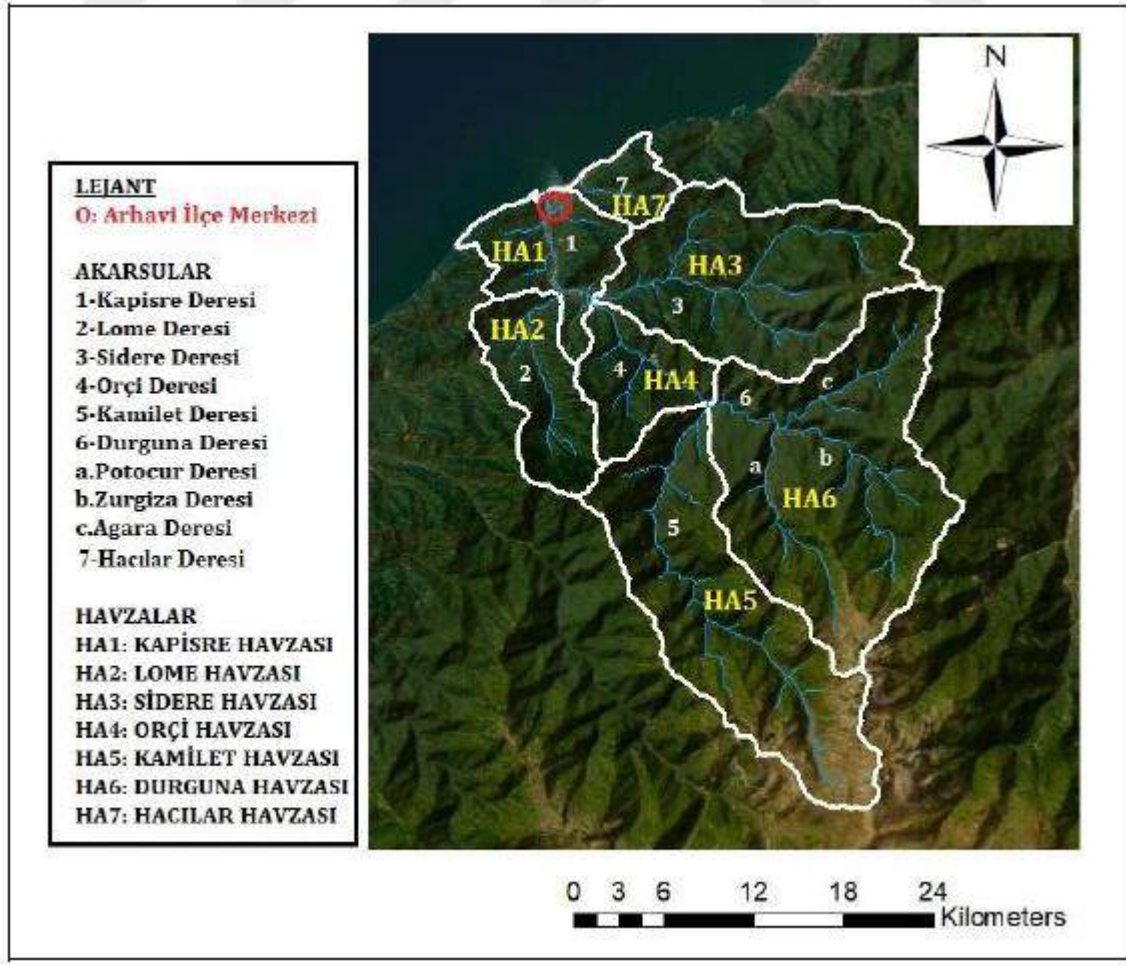 LEJANT
O: Arhavi İlçe Merkezi
AKARSULAR
1-Kapisre Deresi
2-Lome Deresi
3-Sidere Deresi
4-Orçi Deresi
5-Kamilet Deresi
6-Durguna Deresi
a.Potocur Deresi
b.Zurgiza Deresi
c.Agara Deresi
7-Hacılar Deresi
HAVZALAR
HA1: KAPİSRE HAVZASI
HA2: LOME HAVZASI
HA3: SİDERE HAVZASI
HA4: ORÇİ HAVZASI
HA5: KAMİLET HAVZASI
HA6: DURGUNA HAVZASI
HA7: HACILAR HAVZASI
N
7
HA7
HA1
1
HA3
3
HA2
2
4
HA4
6
c
a
b
HA6
5
HA5
0 3 6 12 18 24
Kilometers